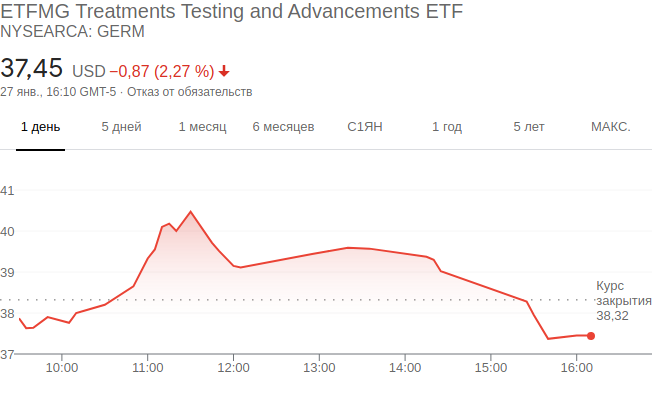 ETFMG Treatments Testing and Advancements ETF
NYSEARCA: GERM
37,45 USD −0,87 (2,27 %)
27 янв., 16:10 GMT-5 · Отказ от обязательств
1 день 5 дней 1 месяц 6 месяцев С1ЯН 1 год 5 лет МАКС.
41
40
39
38
37
Курс
закрытия
38,32
10:00 11:00 12:00 13:00 14:00 15:00 16:00